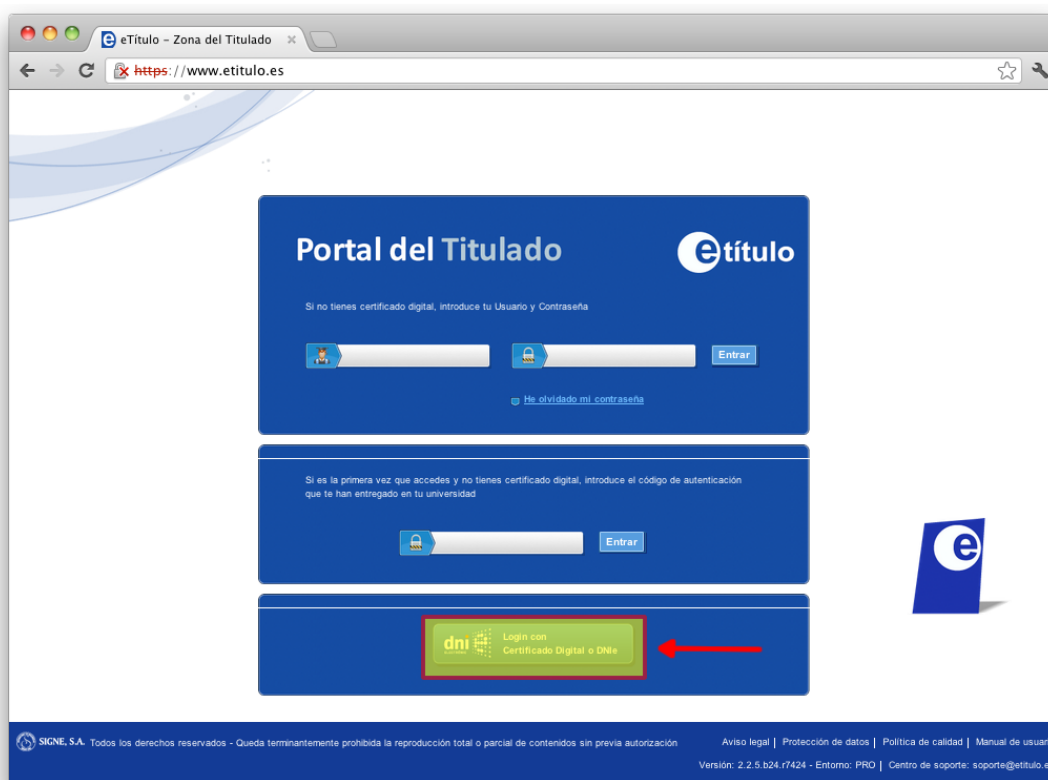 eTítulo – Zona del Titulado
https://www.etitulo.es
Portal del Titulado
etítulo
Si no tienes certificado digital, introduce tu Usuario y Contraseña
Entrar
He olvidado mi contraseña
Si es la primera vez que accedes y no tienes certificado digital, introduce el código de autenticación
que te han entregado en tu universidad
Entrar
e
dni e
Login con
Certificado Digital o DNIe
SIGNE, S.A. Todos los derechos reservados - Queda terminantemente prohibida la reproducción total o parcial de contenidos sin previa autorización
Aviso legal | Protección de datos | Política de calidad | Manual de usuar
Versión: 2.2.5.b24.r7424 - Entorno: PRO | Centro de soporte: soporte@etitulo.e